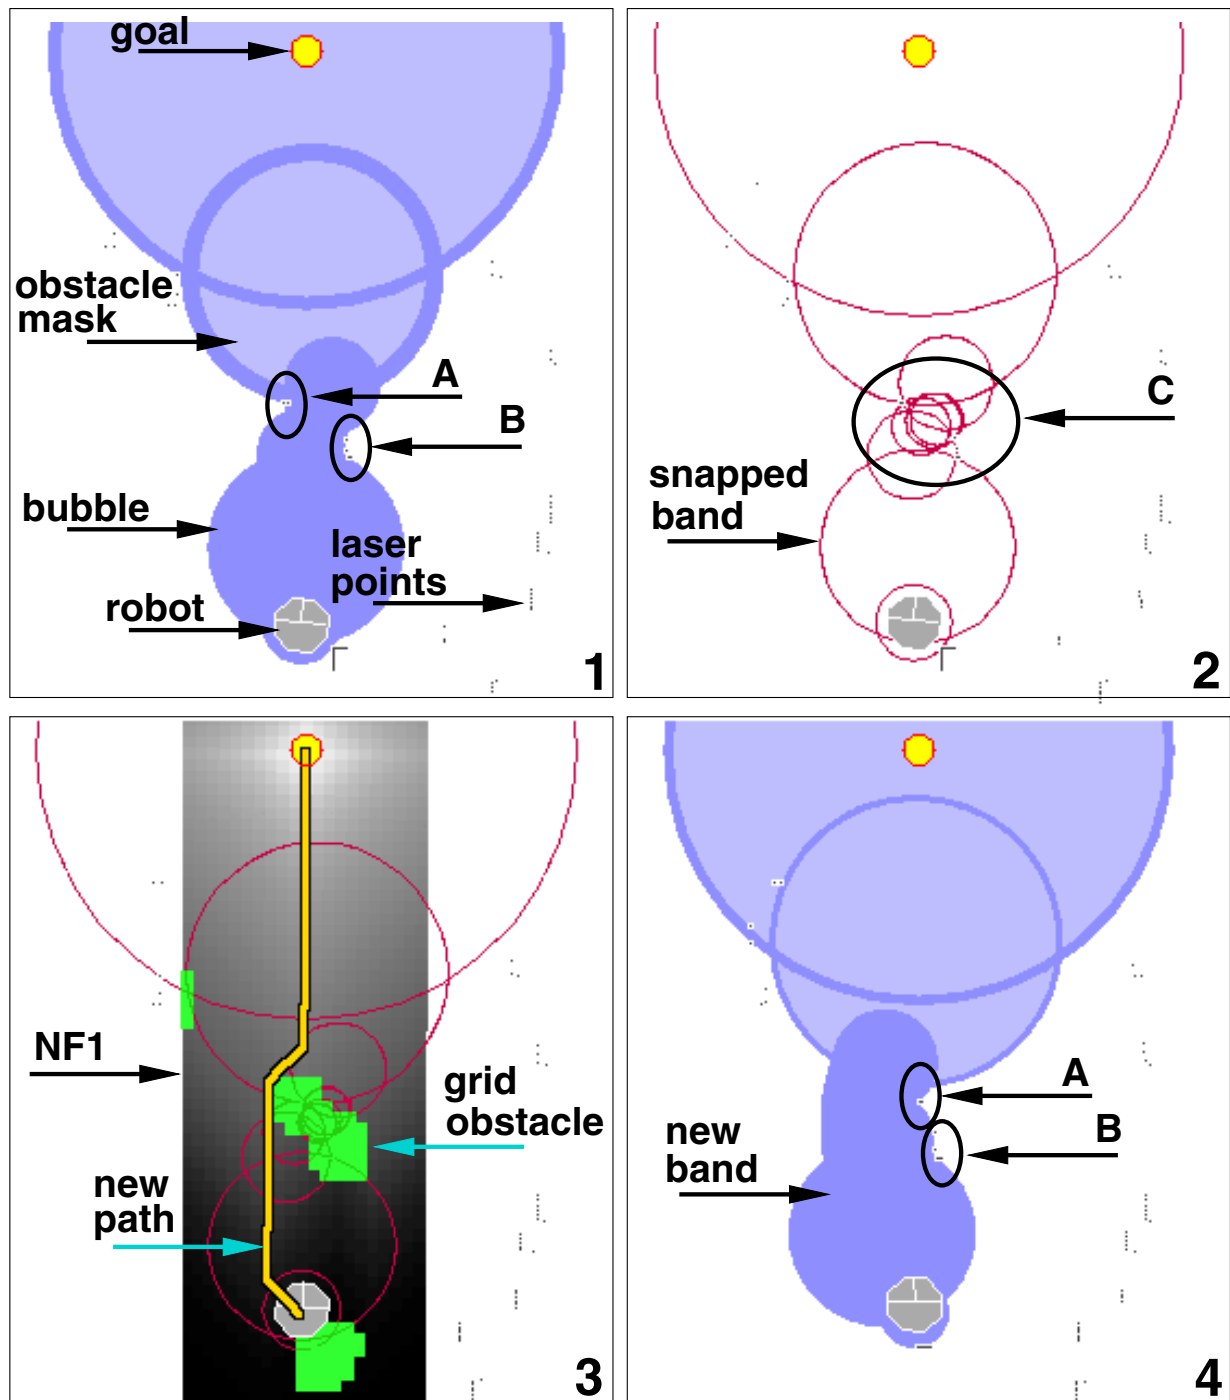 goal
obstacle
mask
A
B
bubble
laser
points
robot
1
C
snapped
band
2
NF1
grid
obstacle
new
path
3
A
B
new
band
4